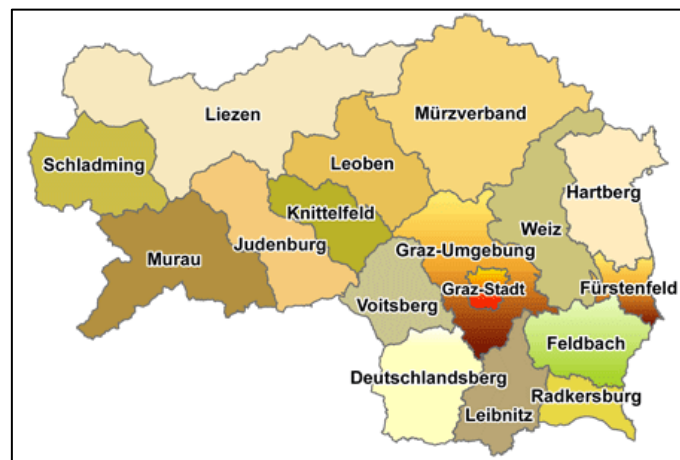 Liezen
Mürzverband
Schladming
Leoben
Hartberg
Knittelfeld
Weiz
Judenburg
Graz-Umgebung
Murau
Graz-Stadt
Fürstenfeld
Voitsberg
Feldbach
Deutschlandsberg
Radkersburg
Leibnitz